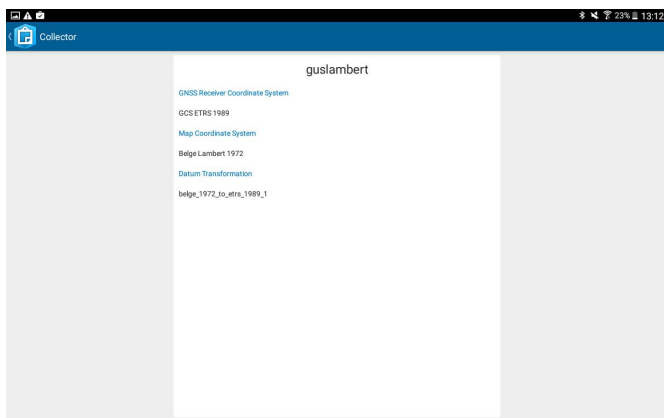 23% 13:12
Collector
guslambert
GNSS Receiver Coordinate System
GCS ETRS 1989
Map Coordinate System
Belge Lambert 1972
Datum Transformation
belge_1972_to_etrs_1989_1